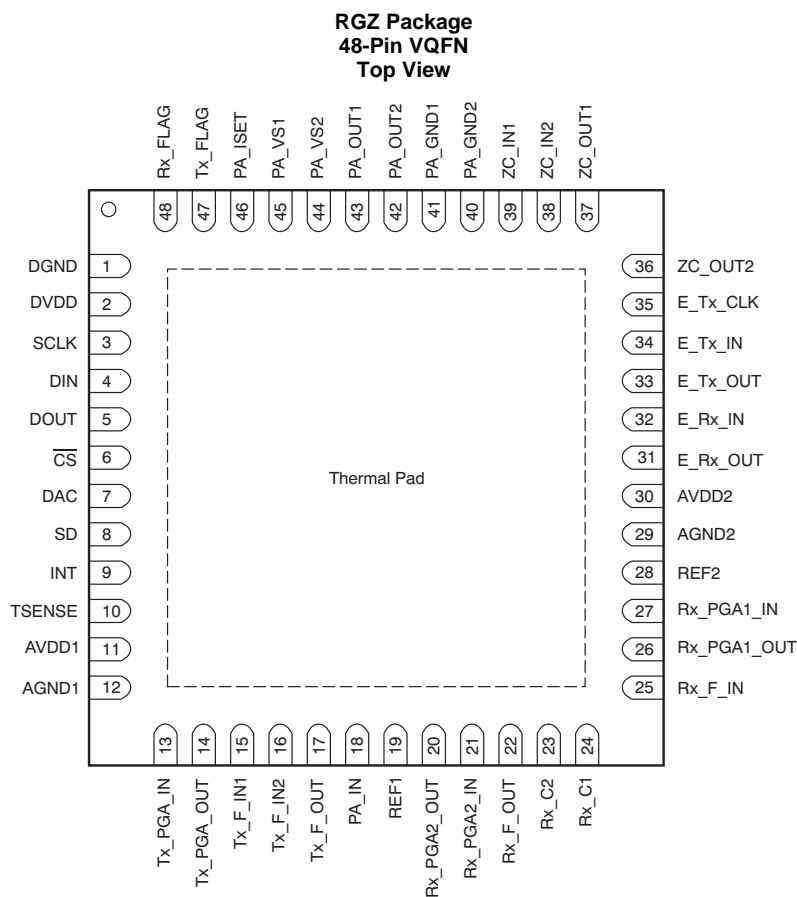 RGZ Package
48-Pin VQFN
Top View
Rx_FLAG
Tx_FLAG
PA_ISET
PA_VS1
PA_VS2
PA_OUT1
PA_OUT2
PA_GND1
PA_GND2
ZC_IN1
ZC_IN2
ZC_OUT1
48
47
46
45
44
43
42
41
40
39
38
37
DGND 1
DVDD 2
SCLK 3
DIN 4
DOUT 5
CS 6
DAC 7
SD 8
INT 9
TSENSE 10
AVDD1 11
AGND1 12
Thermal Pad
36 ZC_OUT2
35 E_Tx_CLK
34 E_Tx_IN
33 E_Tx_OUT
32 E_Rx_IN
31 E_Rx_OUT
30 AVDD2
29 AGND2
28 REF2
27 Rx_PGA1_IN
26 Rx_PGA1_OUT
25 Rx_F_IN
13
14
15
16
17
18
19
20
21
22
23
24
Tx_PGA_IN
Tx_PGA_OUT
Tx_F_IN1
Tx_F_IN2
Tx_F_OUT
PA_IN
REF1
Rx_PGA2_OUT
Rx_PGA2_IN
Rx_F_OUT
Rx_C2
Rx_C1